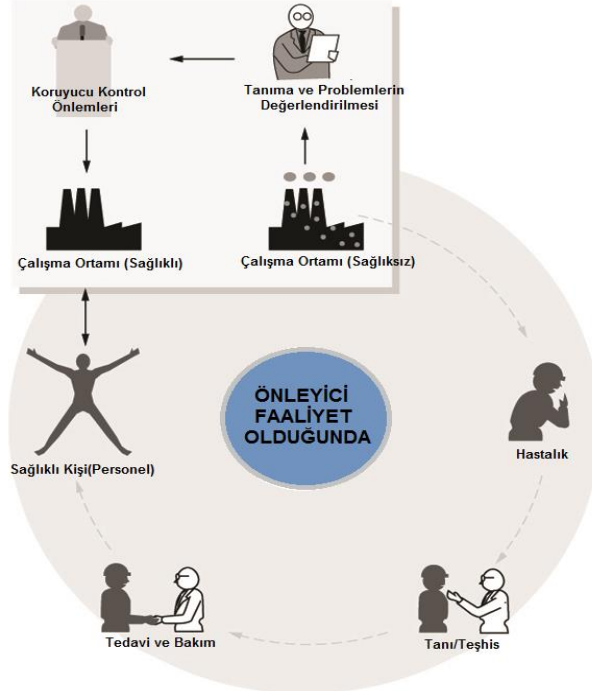 Koruyucu Kontrol
Önlemleri
Tanıma ve Problemlerin
Değerlendirilmesi
Çalışma Ortamı (Sağlıklı)
Çalışma Ortamı (Sağlıksız)
ÖNLEYİCİ
FAALİYET
OLDUĞUNDA
Sağlıklı Kişi(Personel)
Hastalık
Tedavi ve Bakım
Tanı/Teşhis